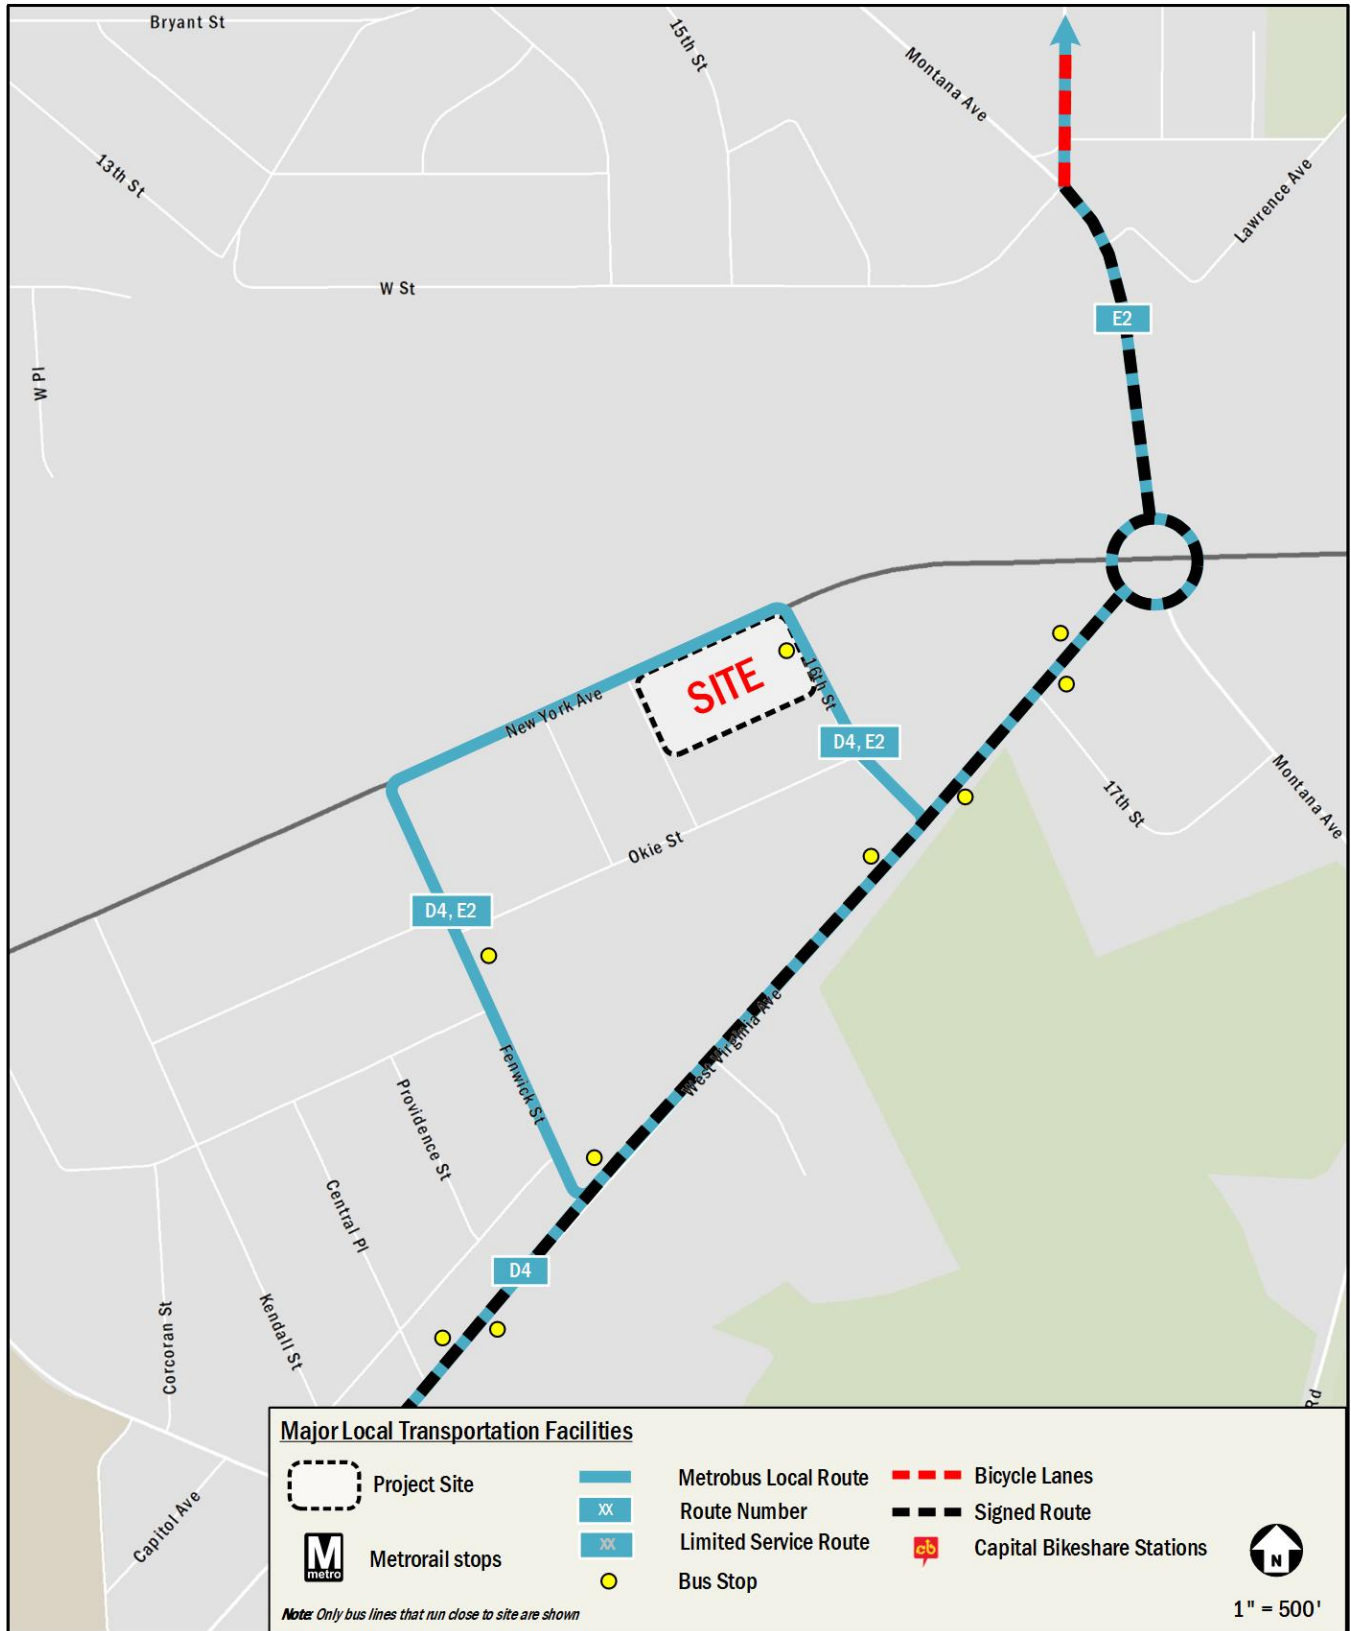 Bryant St
15th St
Montana Ave
13th St
Lawrence Ave
W St
E2
W Pl
SITE
16th St
New York Ave
D4, E2
17th St
Montana Ave
Okie St
D4, E2
West Virginia Ave
Fenwick St
Providence St
Central Pl
D4
Kendall St
Corcoran St
Rd
Capitol Ave
Major Local Transportation Facilities
Project Site
Metrobus Local Route
Bicycle Lanes
XX
Route Number
Signed Route
XX
Limited Service Route
cb
Capital Bikeshare Stations
M
metro
Metrorail stops
Bus Stop
N
Note: Only bus lines that run close to site are shown
1" = 500'